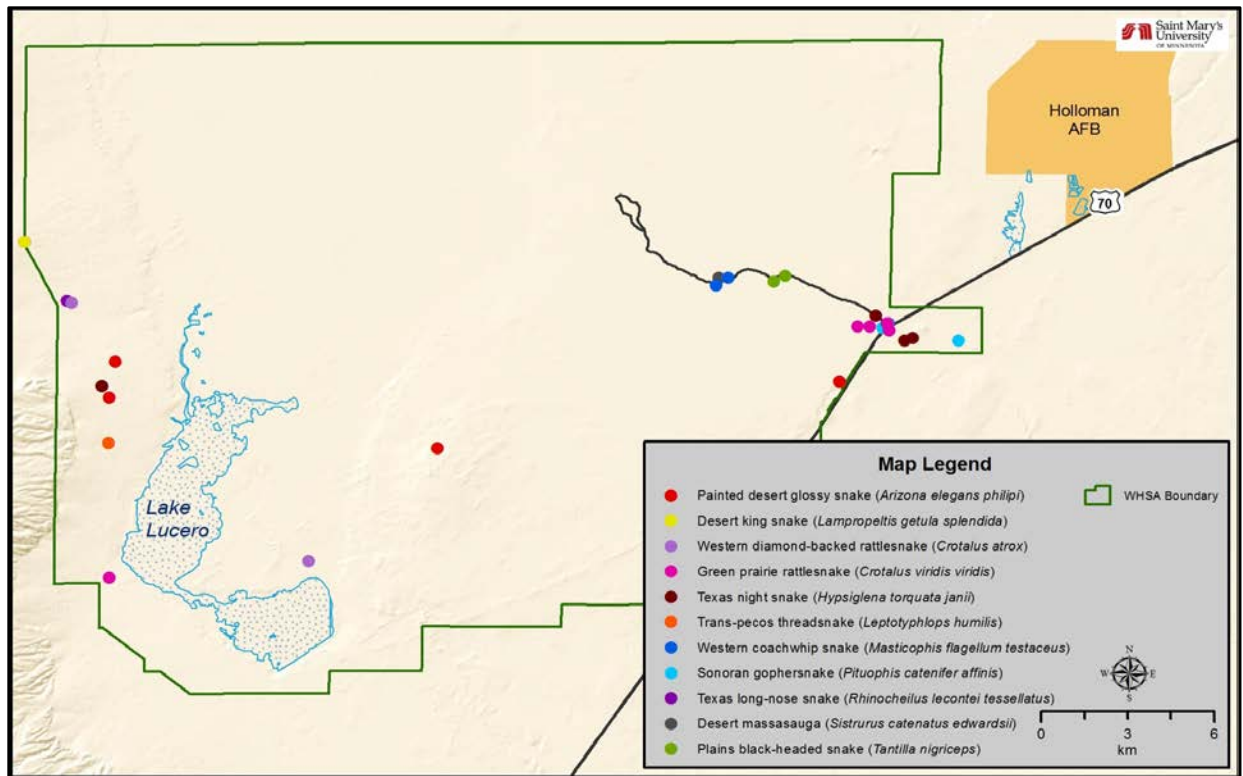 Saint Mary's
University
OF MINNESOTA
Holloman
AFB
70
Lake
Lucero
Map Legend
Painted desert glossy snake (Arizona elegans philipi)
WHSA Boundary
Desert king snake (Lampropeltis getula splendida)
Western diamond-backed rattlesnake (Crotalus atrox)
Green prairie rattlesnake (Crotalus viridis viridis)
Texas night snake (Hypsiglena torquata janii)
Trans-pecos threadsnake (Leptotyphlops humilis)
Western coachwhip snake (Masticophis flagellum testaceus)
Sonoran gophersnake (Pituophis catenifer affinis)
Texas long-nose snake (Rhinocheilus lecontei tessellatus)
Desert massasauga (Sistrurus catenatus edwardsii)
Plains black-headed snake (Tantilla nigriceps)
N
W E
S
0 3 6
km